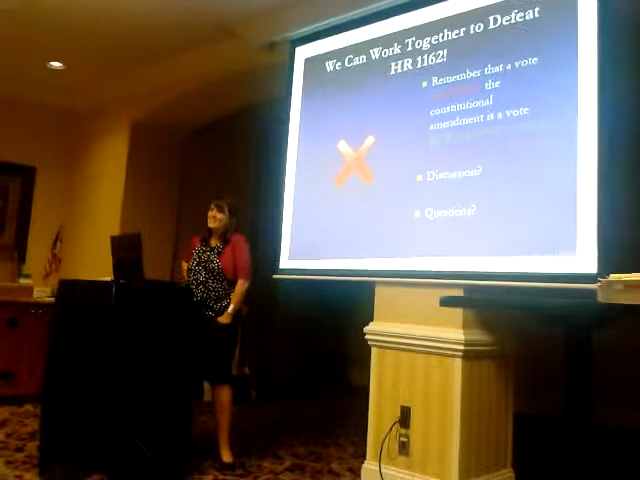 We Can Work Together to Defeat
HR 1162!
Remember that a vote
the
constitutional
amendment is a vote
Discussion?
Questions?